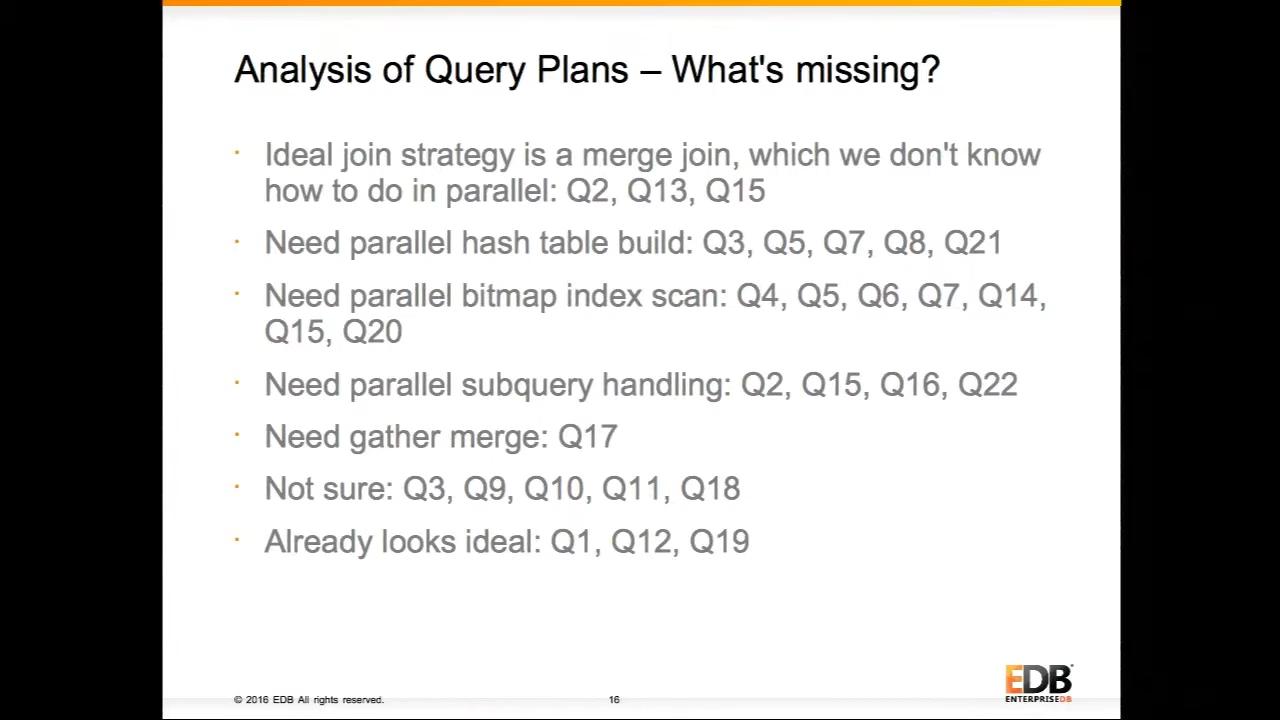 Analysis of Query Plans – What's missing?
· Ideal join strategy is a merge join, which we don't know
how to do in parallel: Q2, Q13, Q15
· Need parallel hash table build: Q3, Q5, Q7, Q8, Q21
· Need parallel bitmap index scan: Q4, Q5, Q6, Q7, Q14,
Q15, Q20
· Need parallel subquery handling: Q2, Q15, Q16, Q22
· Need gather merge: Q17
· Not sure: Q3, Q9, Q10, Q11, Q18
· Already looks ideal: Q1, Q12, Q19
© 2016 EDB All rights reserved.
16
EDB
ENTERPRISEDB